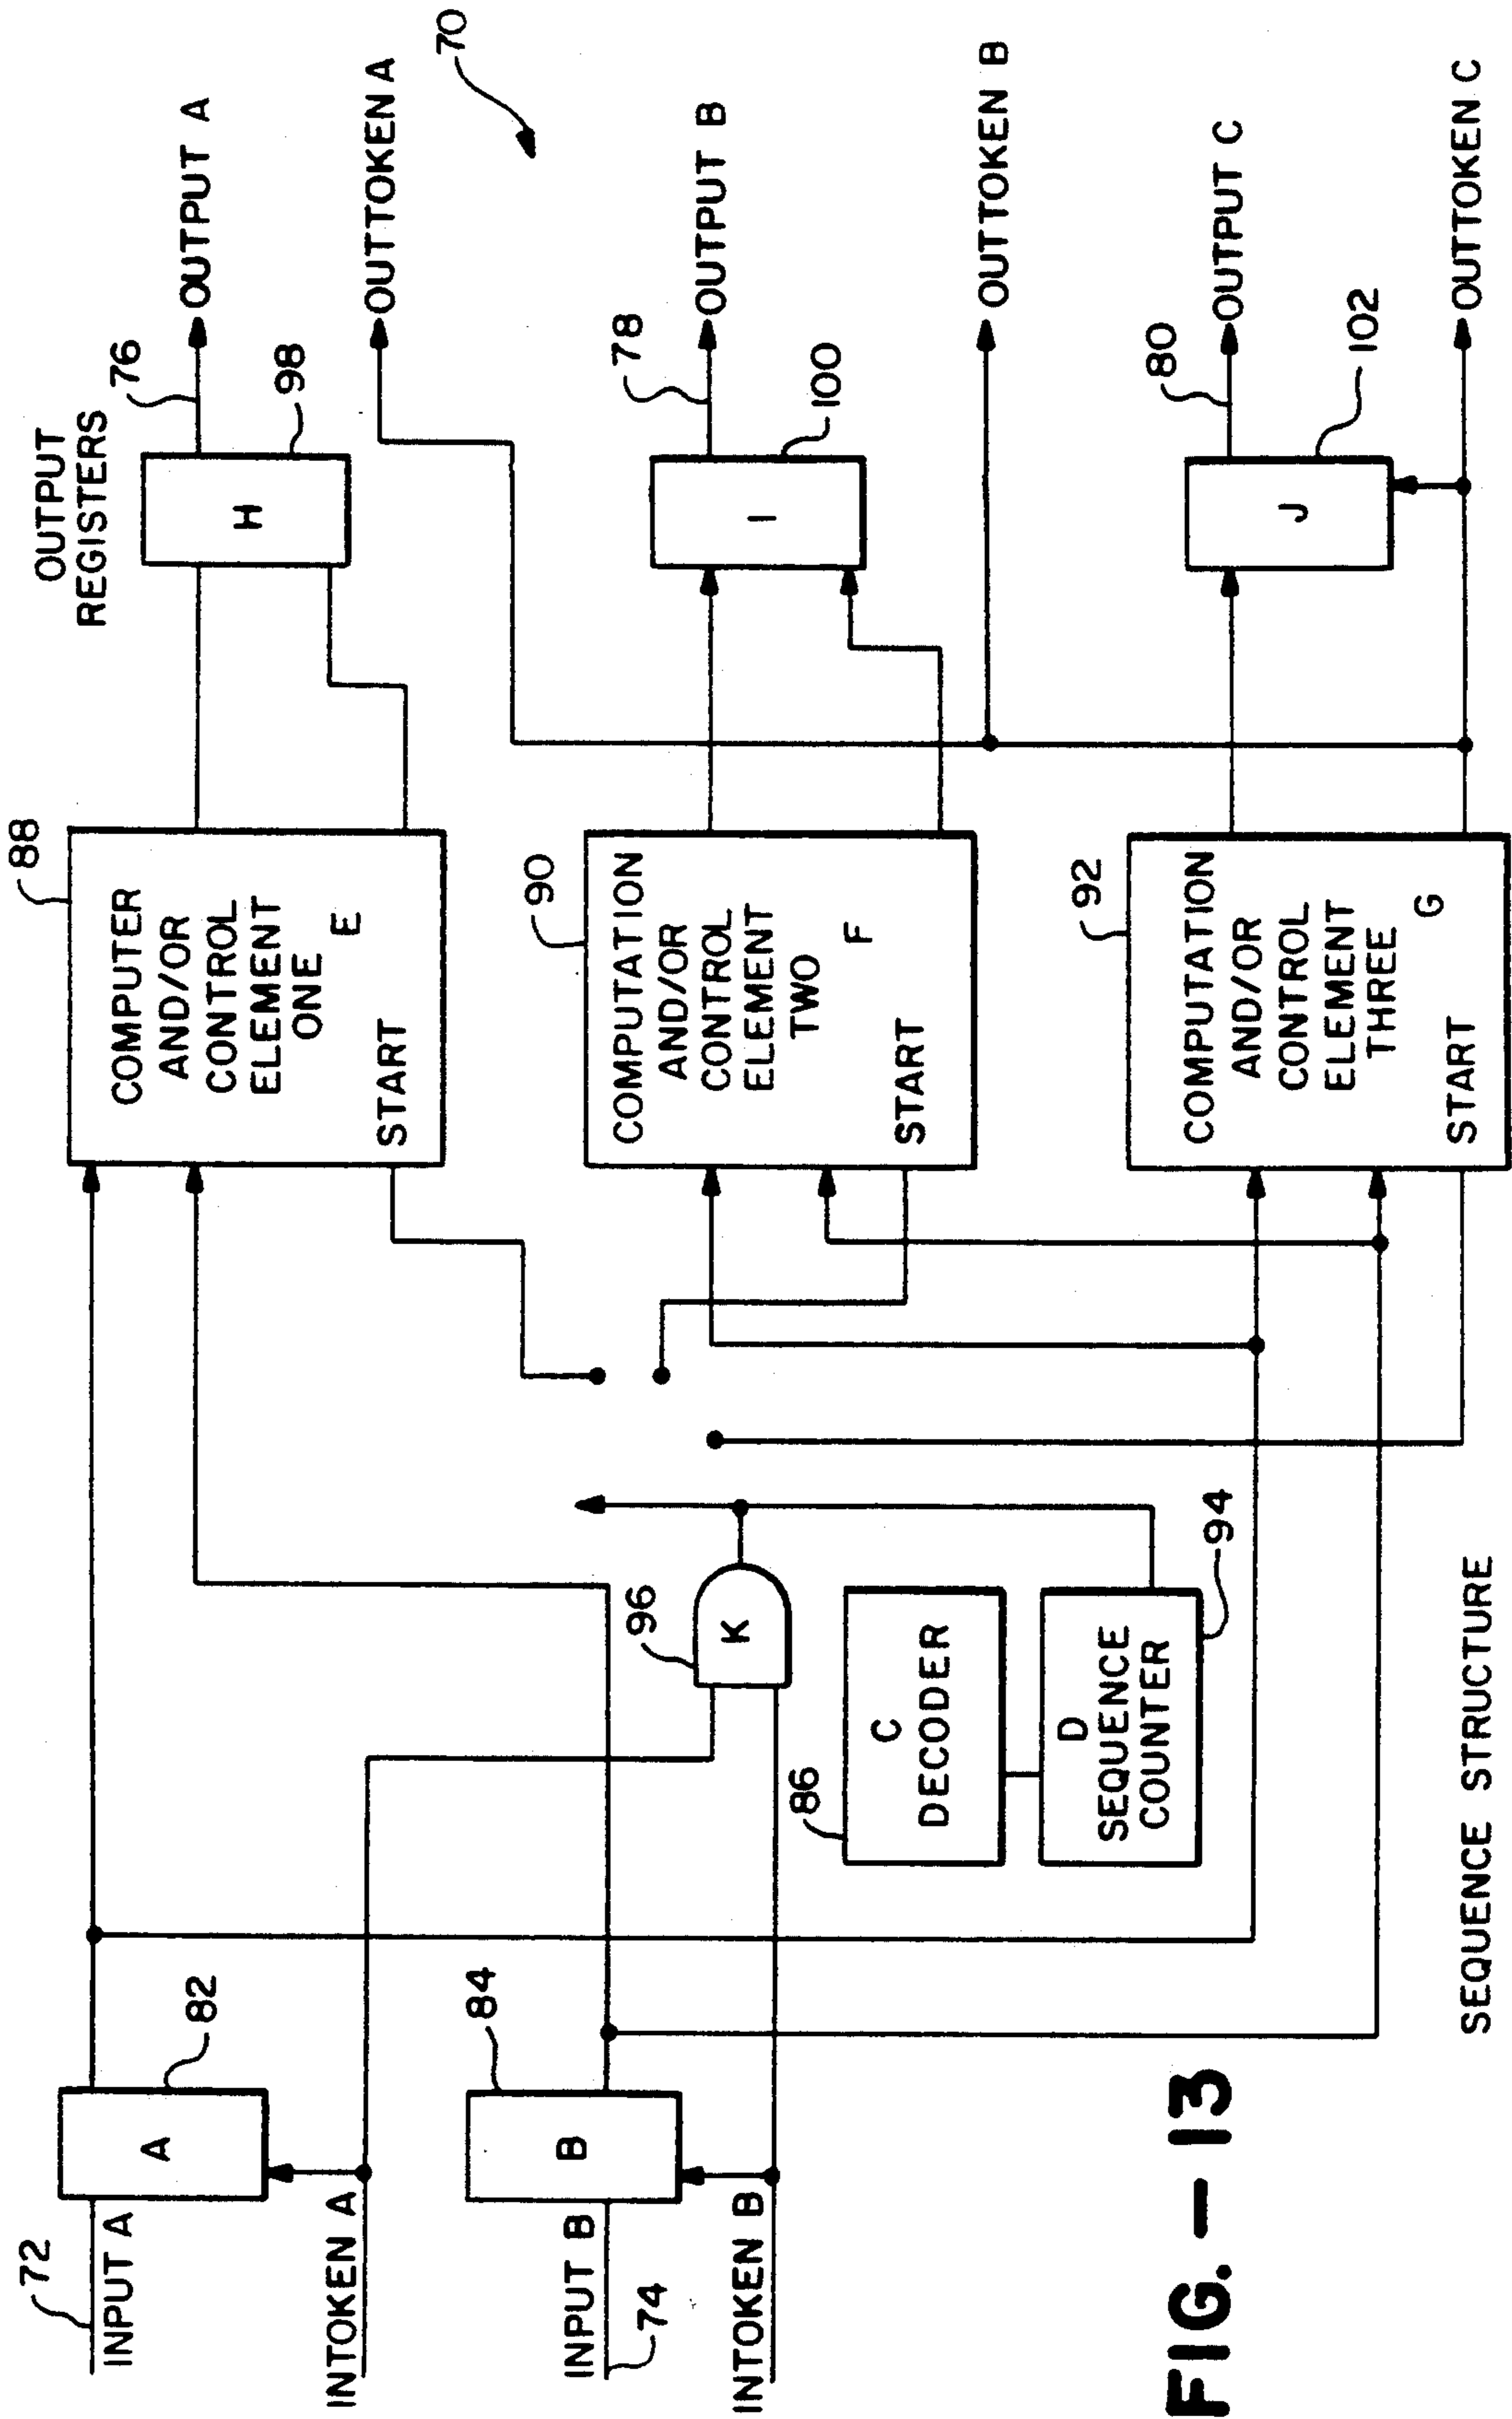 OUTPUT
REGISTERS
88
76
OUTPUT A
72
INPUT A
A
82
COMPUTER
AND/OR
CONTROL
ELEMENT
ONE
E
START
H
98
INTOKEN A
OUTTOKEN A
70
84
INPUT B
B
74
INTOKEN B
96
K
90
COMPUTATION
AND/OR
CONTROL
ELEMENT
TWO
F
START
78
OUTPUT B
I
100
86
C
DECODER
D
SEQUENCE
COUNTER
94
OUTTOKEN B
92
COMPUTATION
AND/OR
CONTROL
ELEMENT
THREE
G
START
80
OUTPUT C
J
102
OUTTOKEN C
FIG.-13
SEQUENCE STRUCTURE